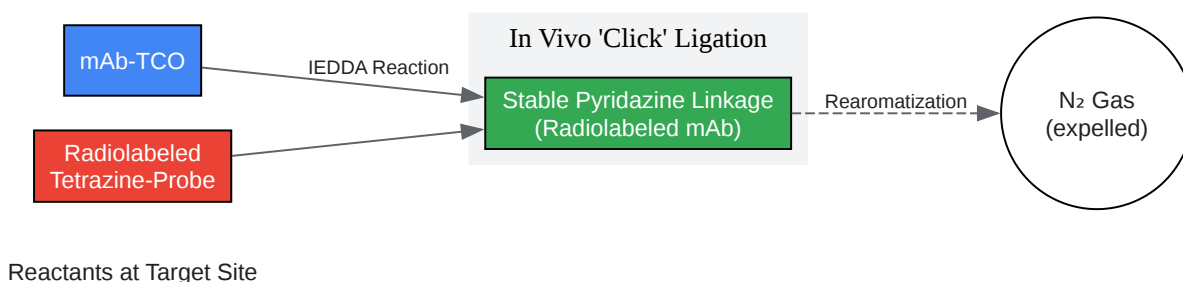 In Vivo 'Click' Ligation
mAb-TCO
IEDDA Reaction
Stable Pyridazine Linkage
(Radiolabeled mAb)
Rearomatization
N₂ Gas
(expelled)
Radiolabeled
Tetrazine-Probe
Reactants at Target Site